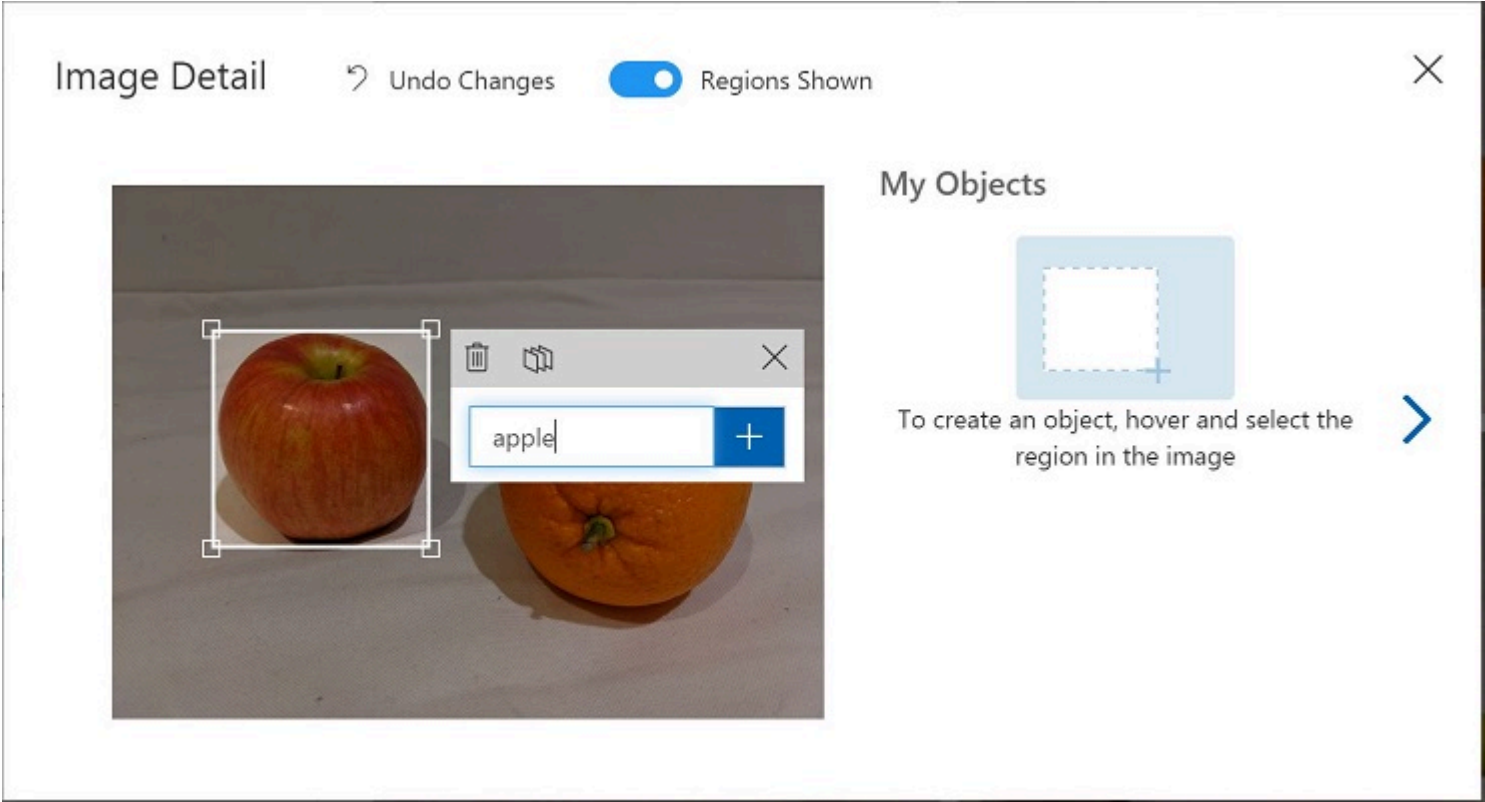 Image Detail
Undo Changes
Regions Shown
My Objects
apple
To create an object, hover and select the
region in the image